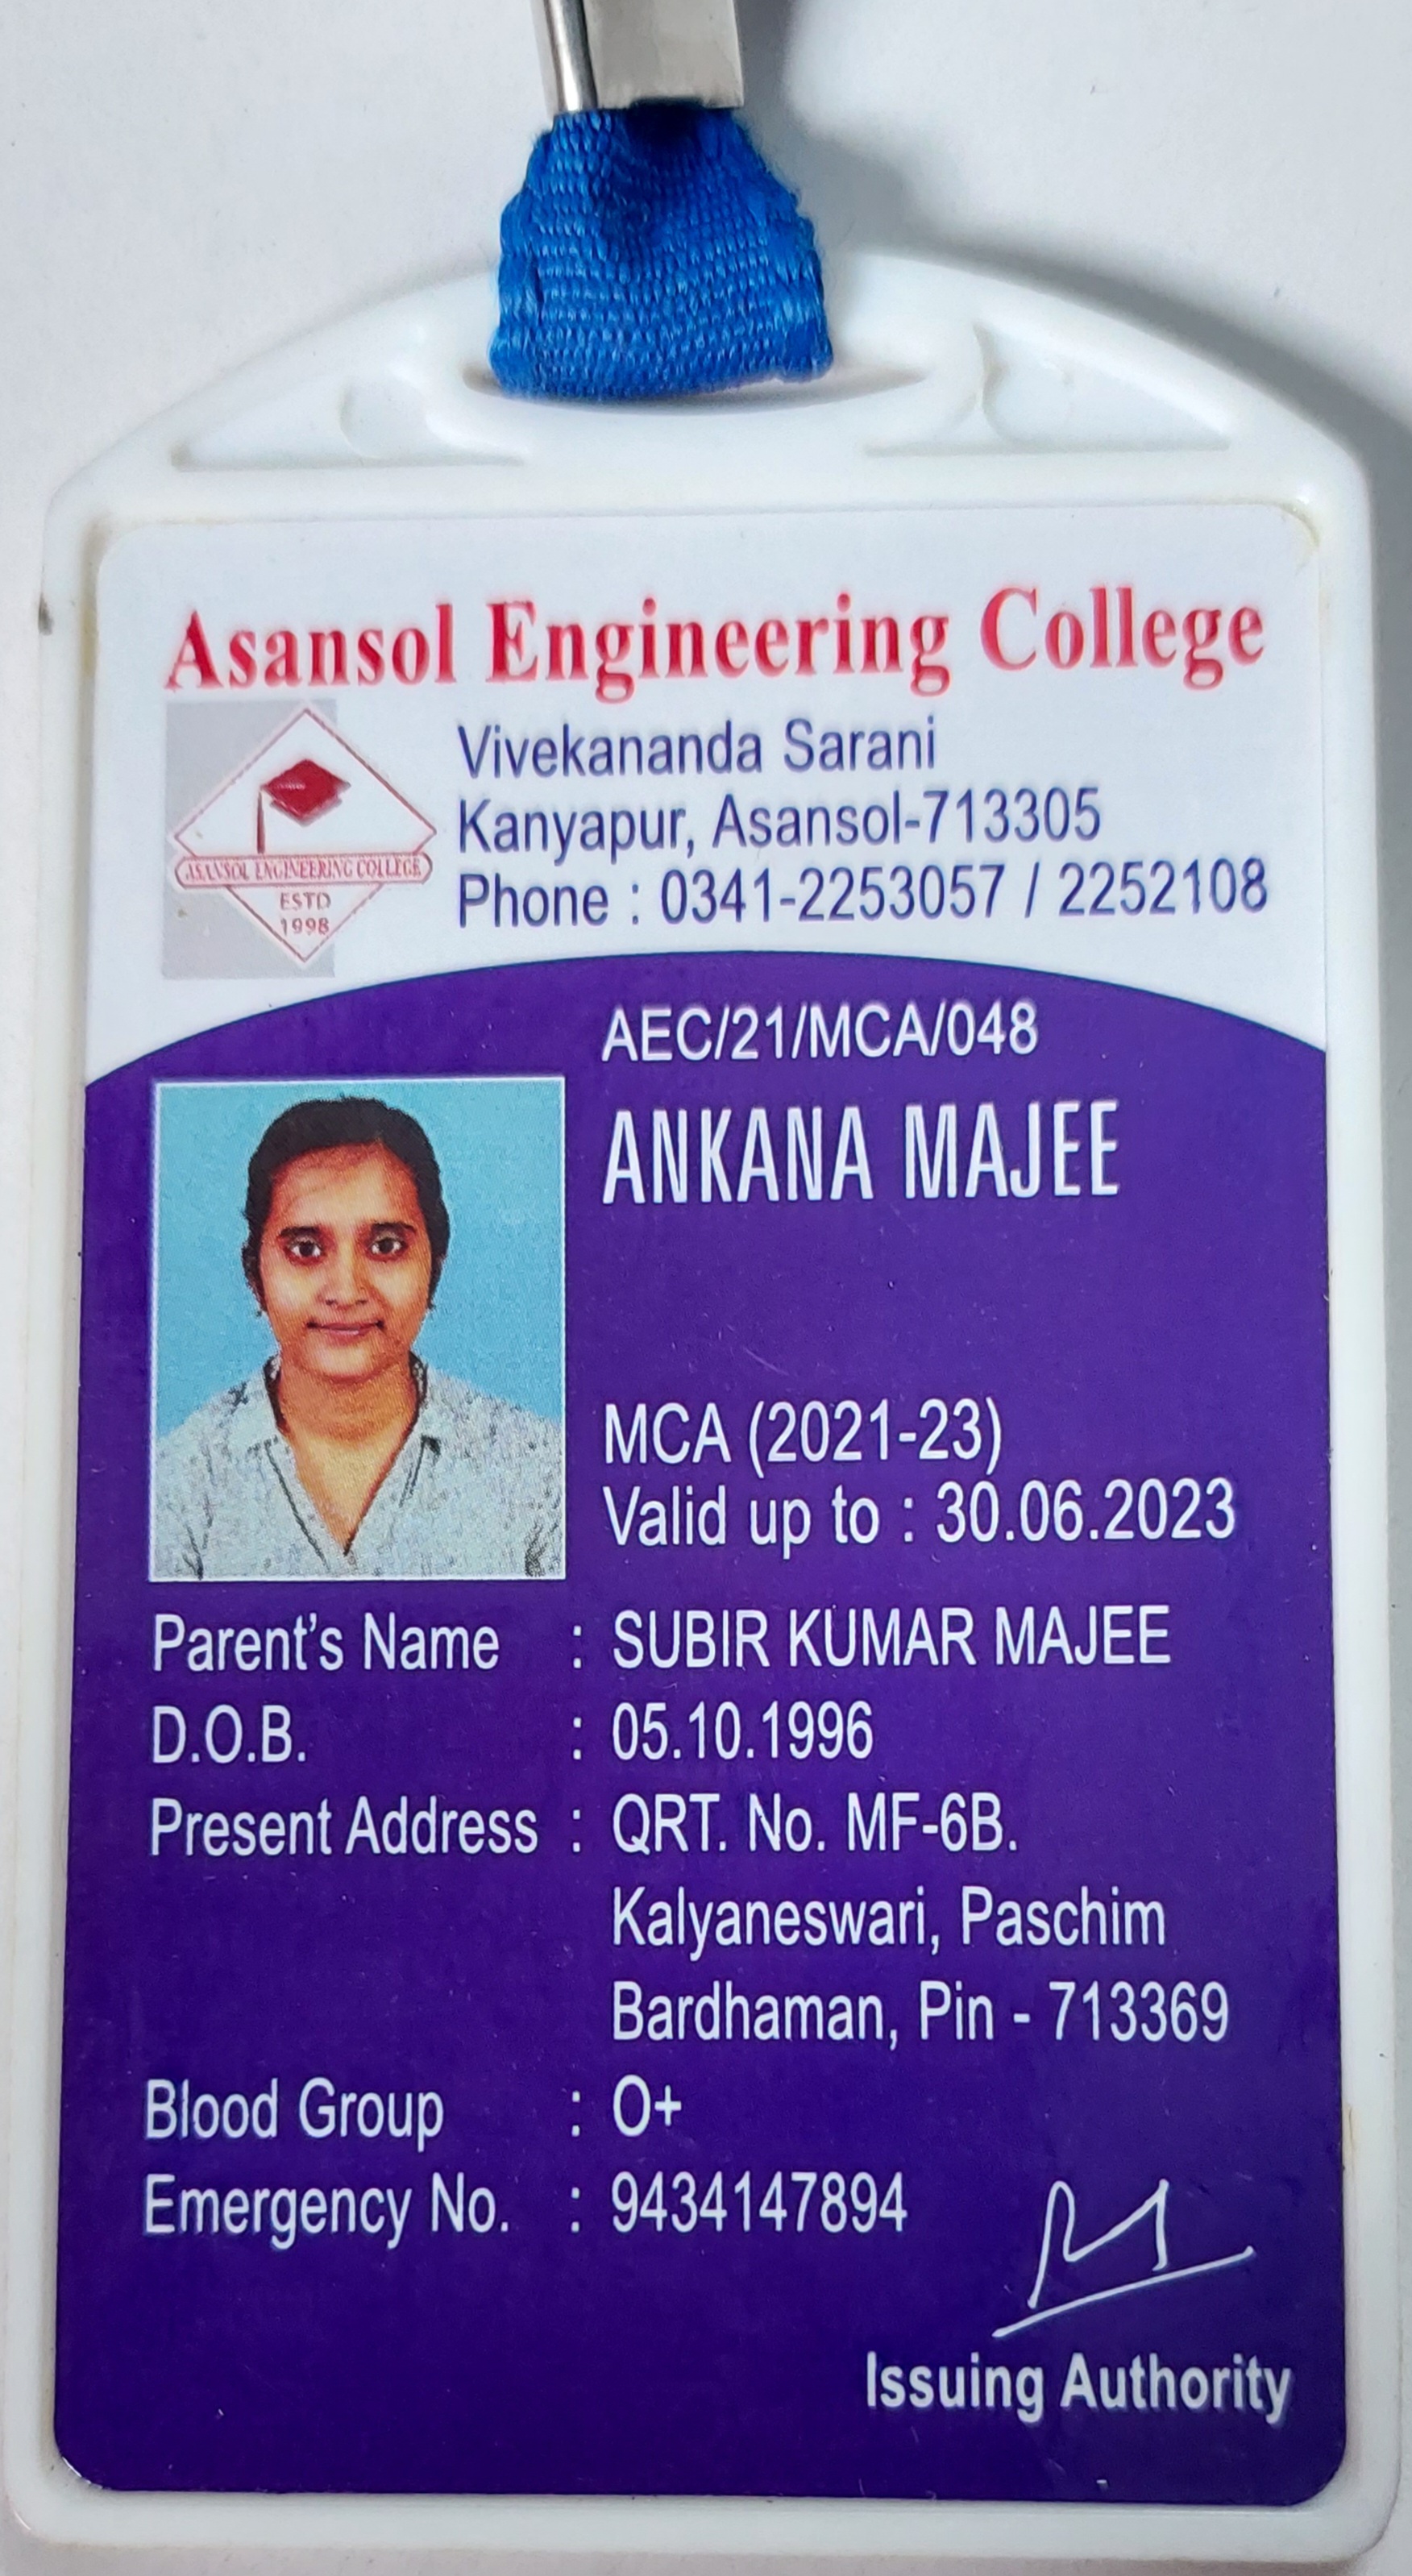 Asansol Engineering College
Vivekananda Sarani
Kanyapur, Asansol-713305
Phone : 0341-2253057 / 2252108
ASANSOL ENGINEERING COLLEGE
ESTD
1998
AEC/21/MCA/048
ANKANA MAJEE
MCA (2021-23)
Valid up to : 30.06.2023
Parent's Name : SUBIR KUMAR MAJEE
D.O.B. : 05.10.1996
Present Address : QRT. No. MF-6B.
Kalyaneswari, Paschim
Bardhaman, Pin - 713369
Blood Group : O+
Emergency No. : 9434147894
Issuing Authority